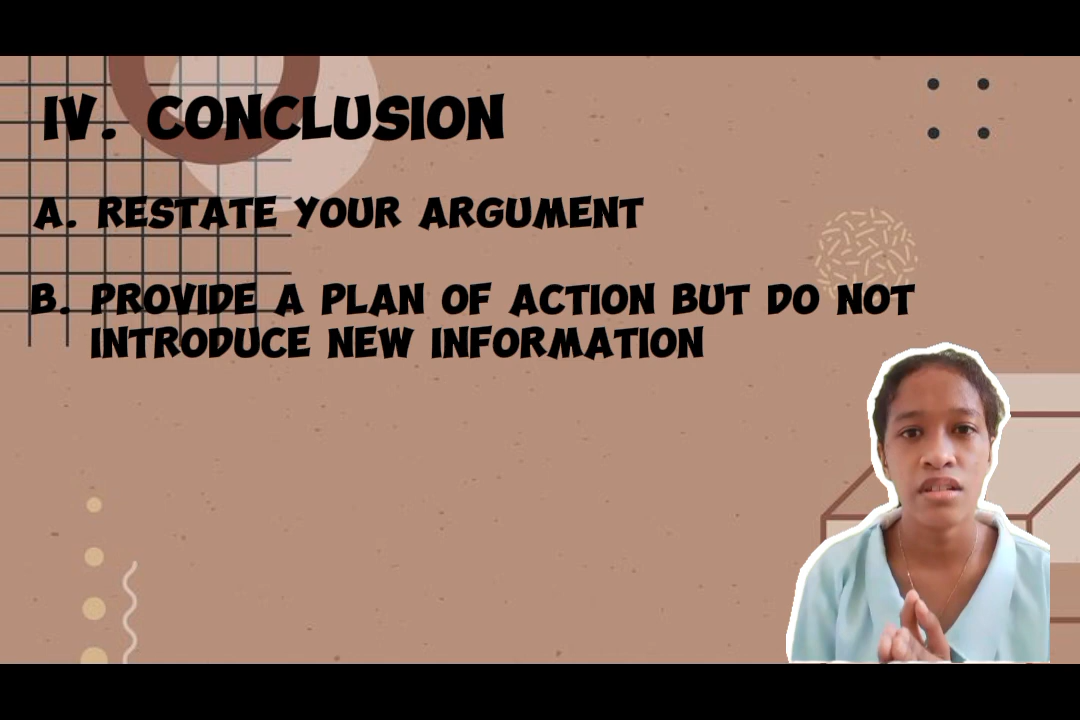 IV. CONCLUSION
A. RESTATE YOUR ARGUMENT
B. PROVIDE A PLAN OF ACTION BUT DO NOT
INTRODUCE NEW INFORMATION